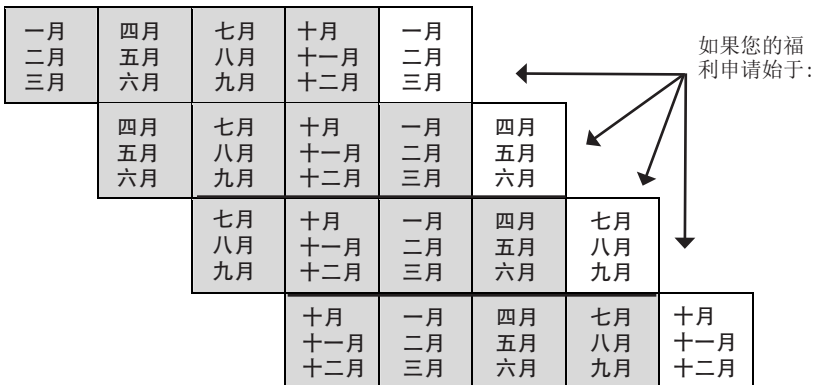 一月 四月 七月 十月 一月
二月 五月 八月 十一月 二月
三月 六月 九月 十二月 三月
如果您的福
利申请始于:
四月 七月 十月 一月 四月
五月 八月 十一月 二月 五月
六月 九月 十二月 三月 六月
七月 十月 一月 四月 七月
八月 十一月 二月 五月 八月
九月 十二月 三月 六月 九月
十月 一月 四月 七月 十月
十一月 二月 五月 八月 十一月
十二月 三月 六月 九月 十二月